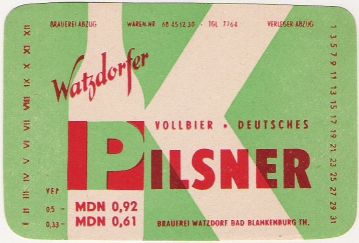 BRAUEREI ABZUG WAREN NR. 68 45 12 30 · TGL 7764 VERLEGER ABZUG
I II III IV V VI VII VIII IX X XI XII
Watzdorfer
VOLLBIER • DEUTSCHES
PILSNER
EVP
0,5 - MDN 0,92
0,33 - MDN 0,61
BRAUEREI WATZDORF BAD BLANKENBURG TH.
1 3 5 7 9 11 13 15 17 19 21 23 25 27 29 31